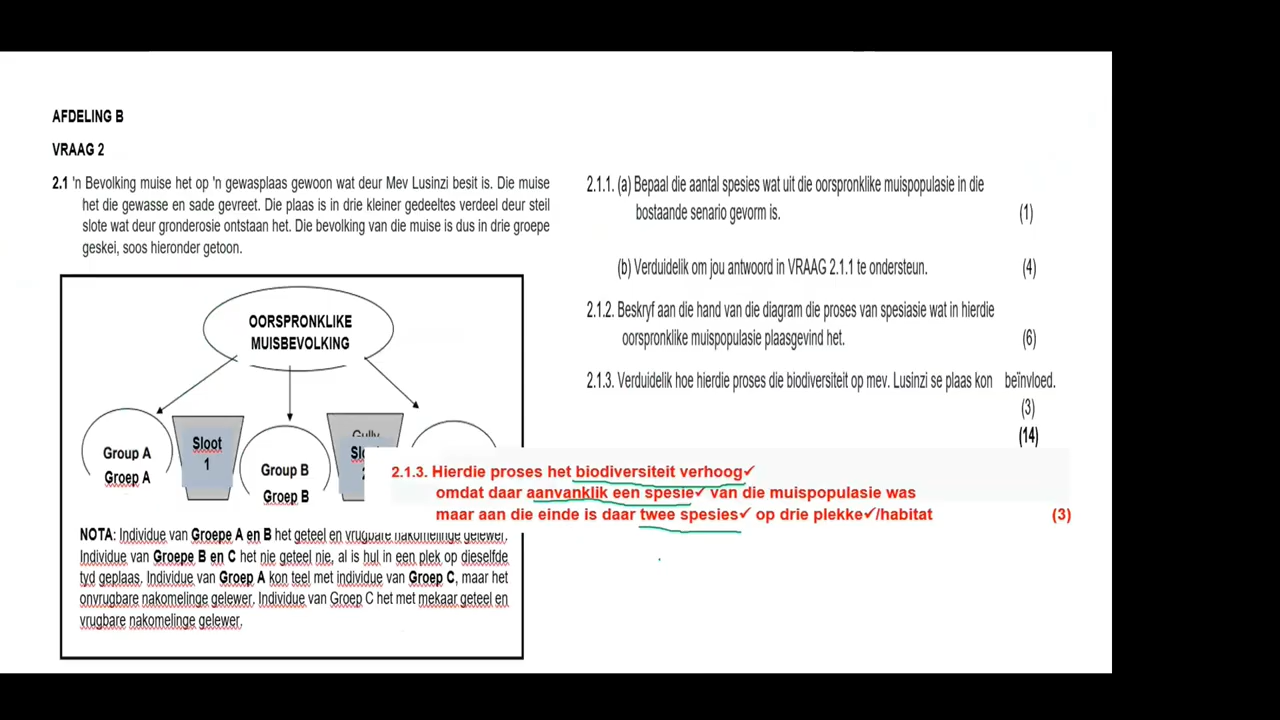 AFDELING B
VRAAG 2
2.1 'n Bevolking muise het op 'n gewasplaas gewoon wat deur Mev Lusinzi besit is. Die muise
het die gewasse en sade gevreet. Die plaas is in drie kleiner gedeeltes verdeel deur steil
slote wat deur gronderosie ontstaan het. Die bevolking van die muise is dus in drie groepe
geskei, soos hieronder getoon.
OORSPRONKLIKE
MUISBEVOLKING
Group A
Groep A
Sloot
1
Group B
Groep B
Gully
NOTA: Individue van Groepe A en B het geteel en vrugbare nakomelinge gelewer.
Individue van Groepe B en C het nie geteel nie, al is hul in een plek op dieselfde
tyd geplaas. Individue van Groep A kon teel met individue van Groep C, maar het
onvrugbare nakomelinge gelewer. Individue van Groep C het met mekaar geteel en
vrugbare nakomelinge gelewer.
2.1.1. (a) Bepaal die aantal spesies wat uit die oorspronklike muispopulasie in die
bostaande senario gevorm is. (1)
(b) Verduidelik om jou antwoord in VRAAG 2.1.1 te ondersteun. (4)
2.1.2. Beskryf aan die hand van die diagram die proses van spesiasie wat in hierdie
oorspronklike muispopulasie plaasgevind het. (6)
2.1.3. Verduidelik hoe hierdie proses die biodiversiteit op mev. Lusinzi se plaas kon beïnvloed.
(3)
(14)
2.1.3. Hierdie proses het biodiversiteit verhoog✓
omdat daar aanvanklik een spesie✓ van die muispopulasie was
maar aan die einde is daar twee spesies✓ op drie plekke✓/habitat (3)